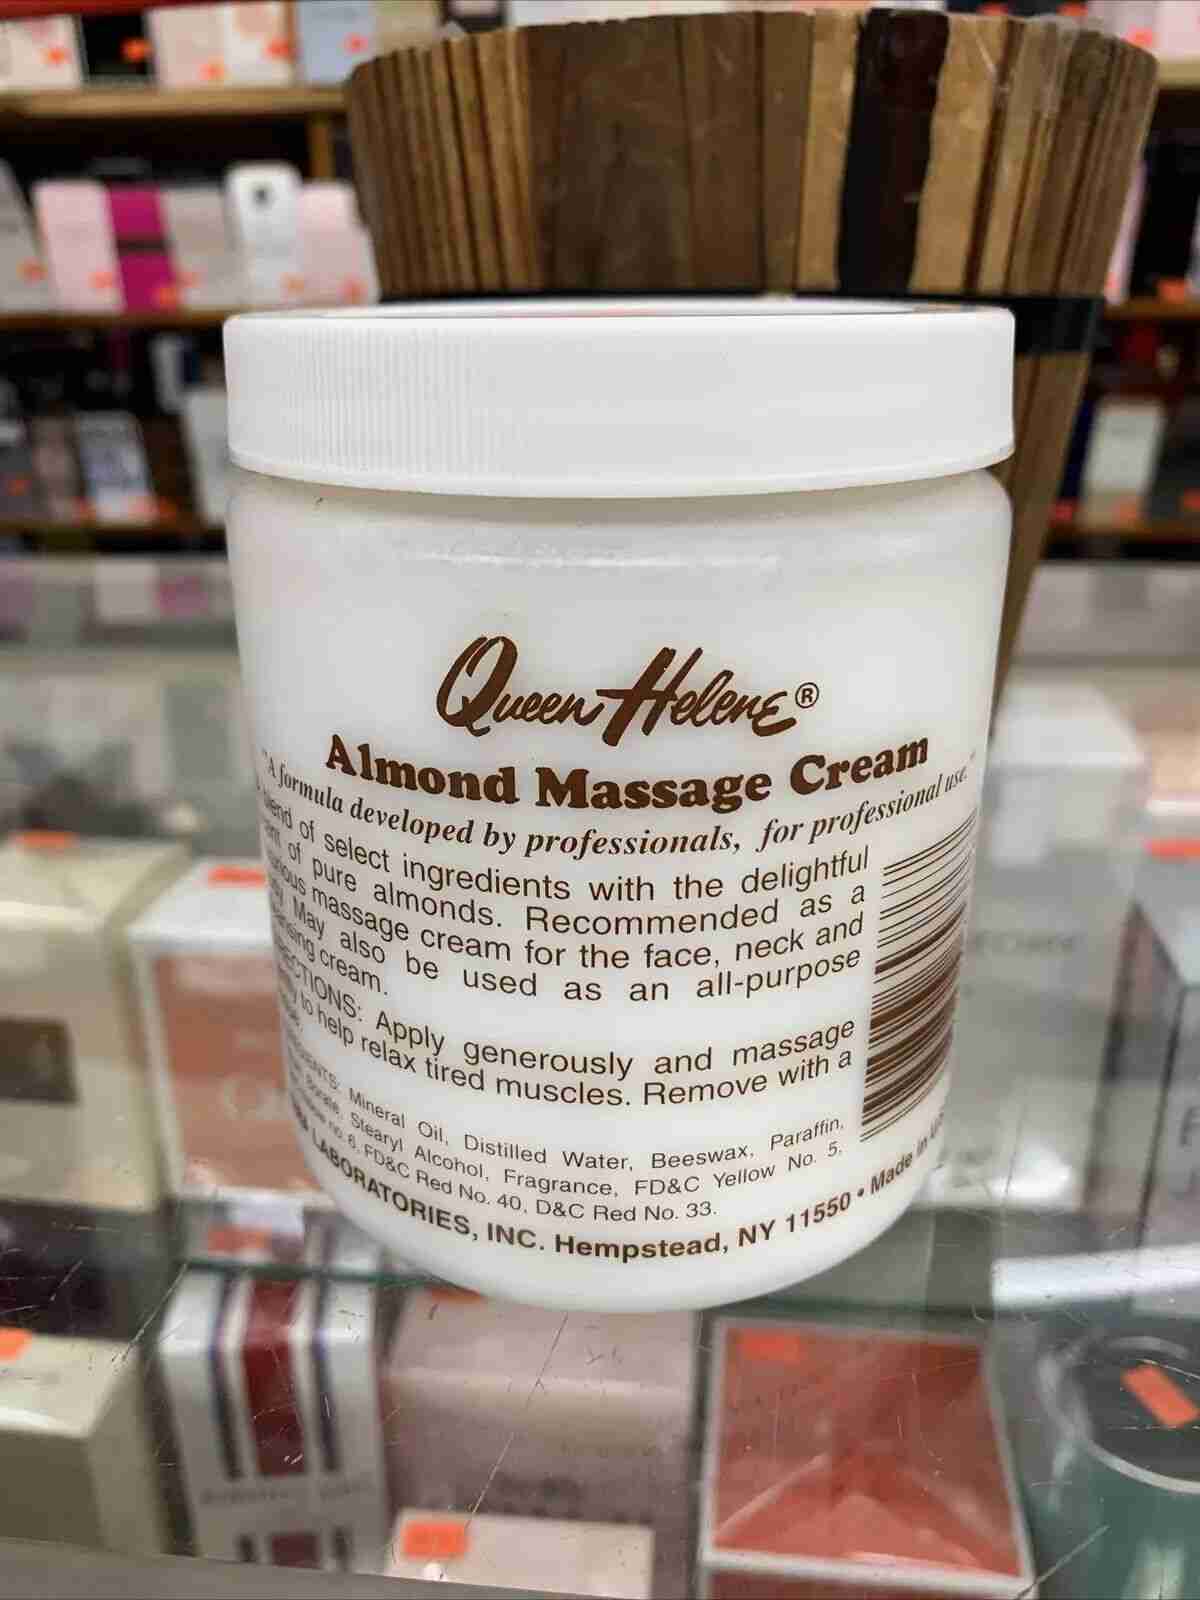 Queen Helene®
Almond Massage Cream
"A formula developed by professionals, for professional use."
of select ingredients with the delightful
of pure almonds. Recommended as a
massage cream for the face, neck and
May also be used as an all-purpose
cream.
Apply generously and massage
to help relax tired muscles. Remove with a
Mineral Oil, Distilled Water, Beeswax, Paraffin,
Stearyl Alcohol, Fragrance, FD&C Yellow No. 5,
no. 6, FD&C Red No. 40, D&C Red No. 33.
LABORATORIES, INC. Hempstead, NY 11550 • Made in